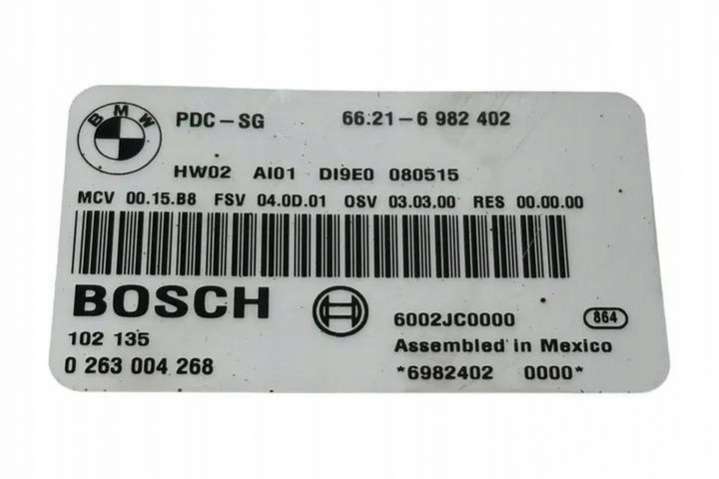 BMW
PDC-SG 66.21-6 982 402
HW02 AI01 DI9E0 080515
MCV 00.15.B8 FSV 04.0D.01 OSV 03.03.00 RES 00.00.00
BOSCH
102 135 6002JC0000 864
Assembled in Mexico
0 263 004 268 *6982402 0000*